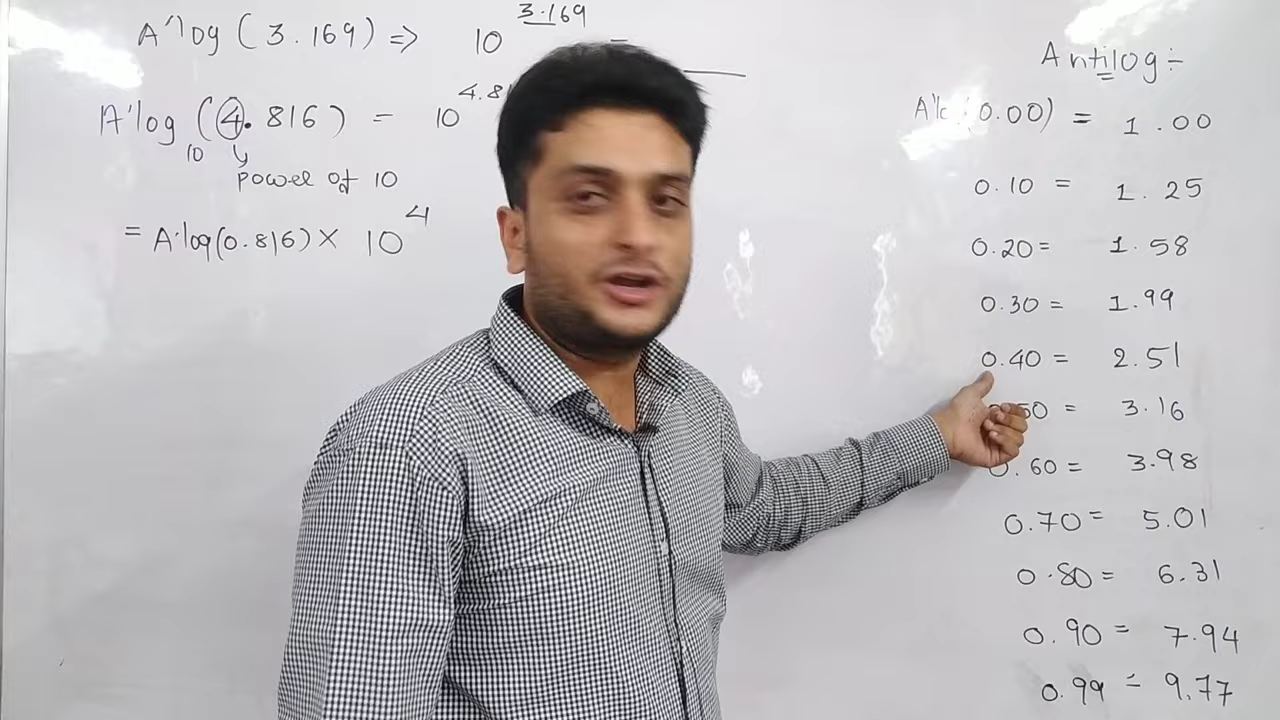 A'log (3.169) => 10 3.169 =
A'log 10 (4.816) = 10 4.81
power of 10
= A.log(0.816) × 10 4
Antilog ÷
(0.00) = 1.00
0.10 = 1.25
0.20 = 1.58
0.30 = 1.99
0.40 = 2.51
50 = 3.16
0.60 = 3.98
0.70 = 5.01
0.80 = 6.31
0.90 = 7.94
0.99 = 9.77